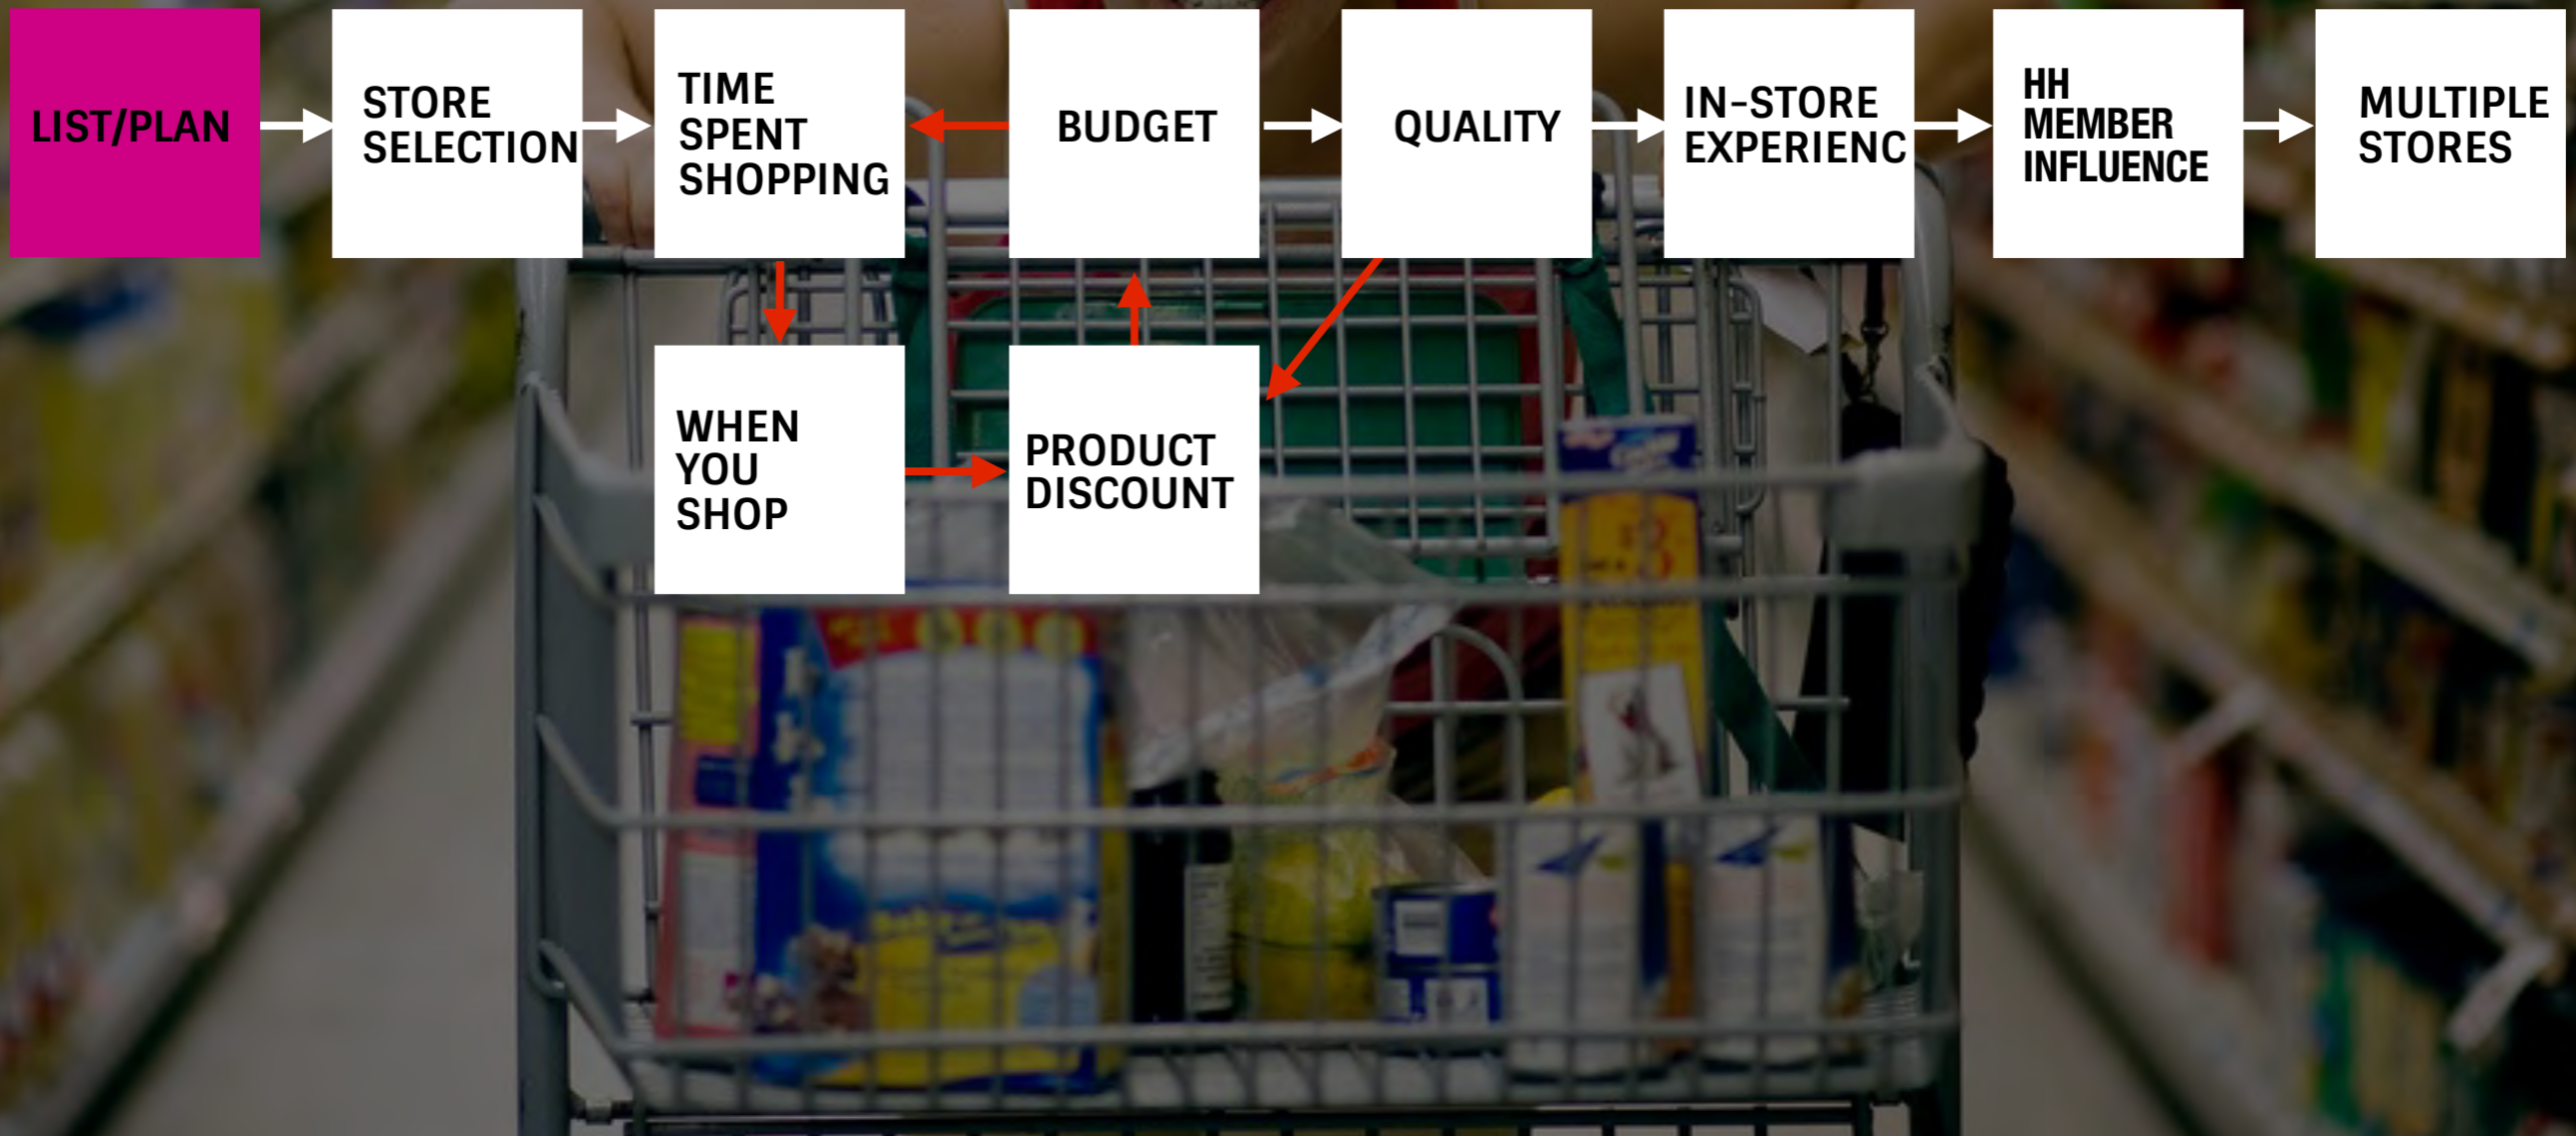 LIST/PLAN
STORE
SELECTION
TIME
SPENT
SHOPPING
BUDGET
QUALITY
IN-STORE
EXPERIENC
HH
MEMBER
INFLUENCE
MULTIPLE
STORES
WHEN
YOU
SHOP
PRODUCT
DISCOUNT